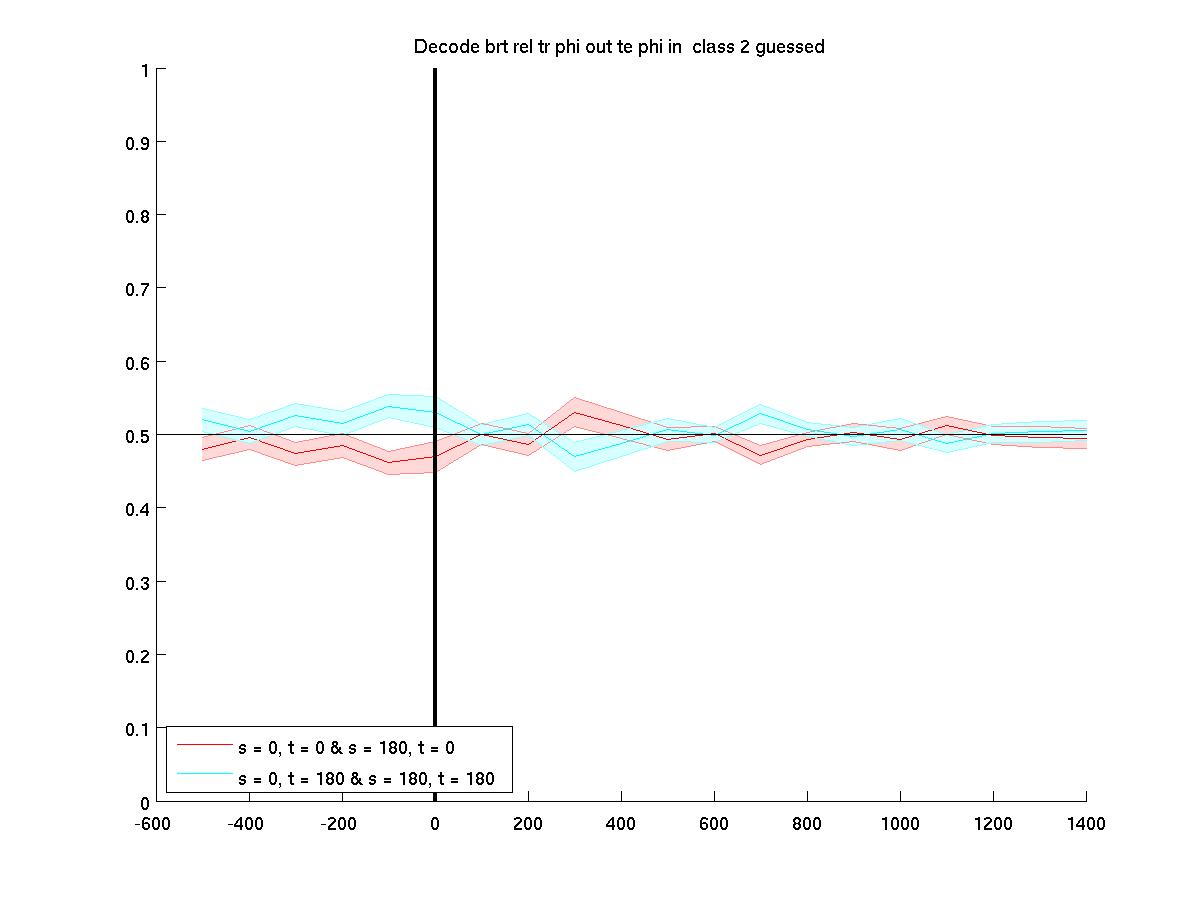 Decode brt rel tr phi out te phi in  class 2 guessed
1
0.9
0.8
0.7
0.6
0.5
0.4
0.3
0.2
0.1
0
s = 0, t = 0 & s = 180, t = 0
s = 0, t = 180 & s = 180, t = 180
-600 -400 -200 0 200 400 600 800 1000 1200 1400